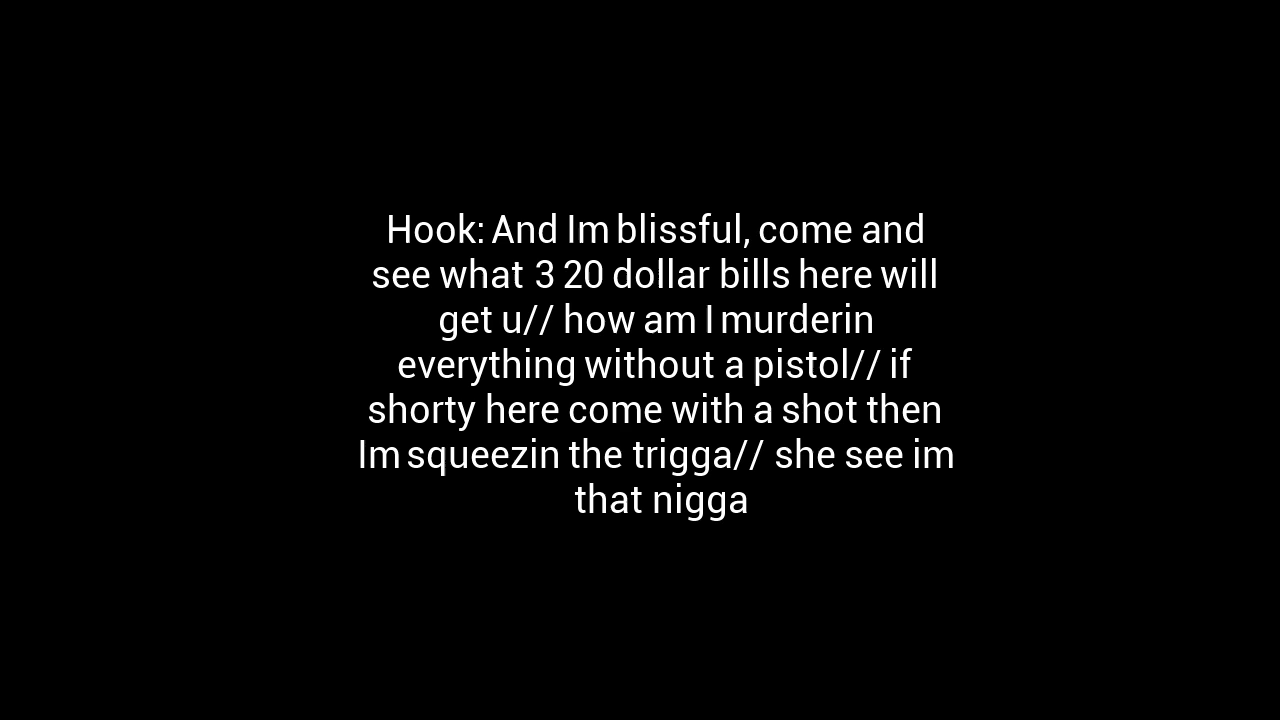 Hook: And Im blissful, come and
see what 3 20 dollar bills here will
get u// how am I murderin
everything without a pistol// if
shorty here come with a shot then
Im squeezin the trigga// she see im
that nigga